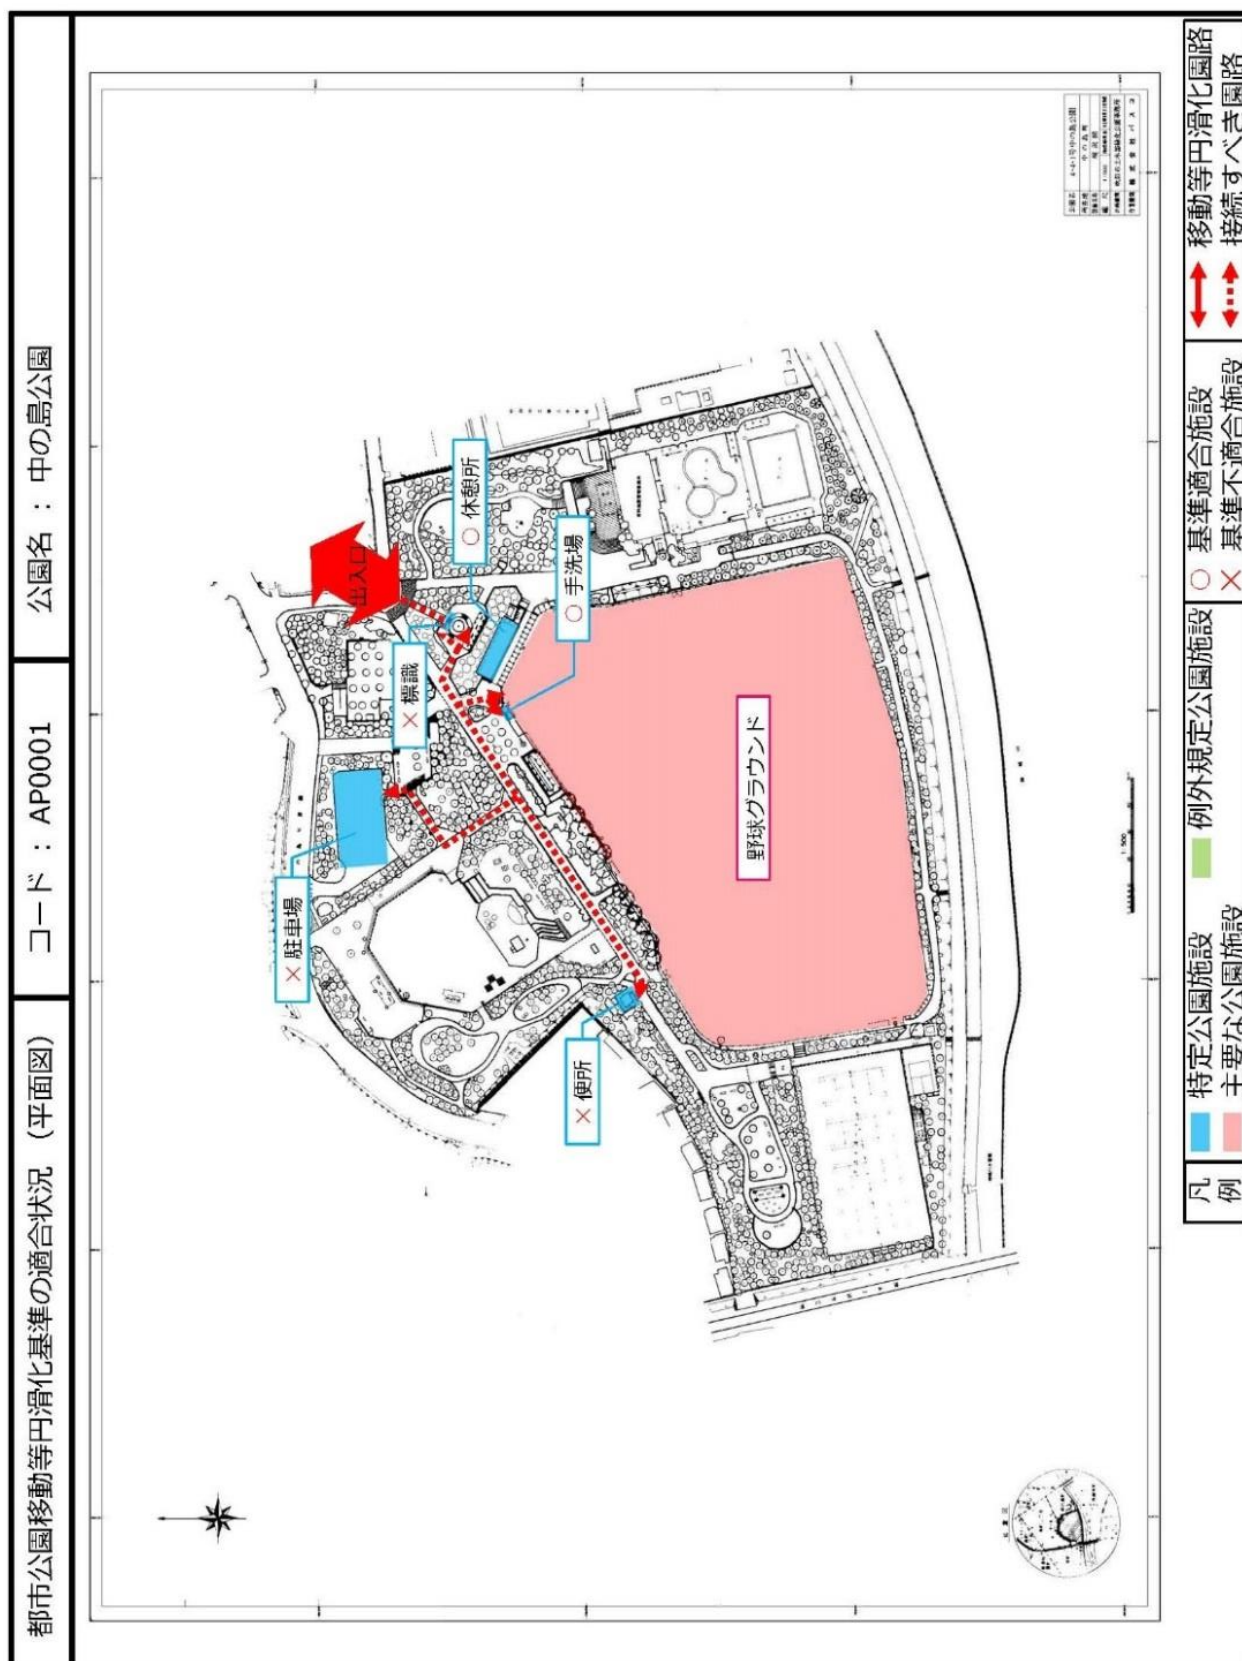 都市公園移動等円滑化基準の適合状況（平面図）
コード：AP0001
公園名：中の島公園
出入口
○ 休憩所
○ 手洗場
× 標識
× 駐車場
× 便所
野球グラウンド
1:500
凡例
特定公園施設
主要な公園施設
例外規定公園施設
○ 基準適合施設
× 基準不適合施設
移動等円滑化園路
接続すべき園路